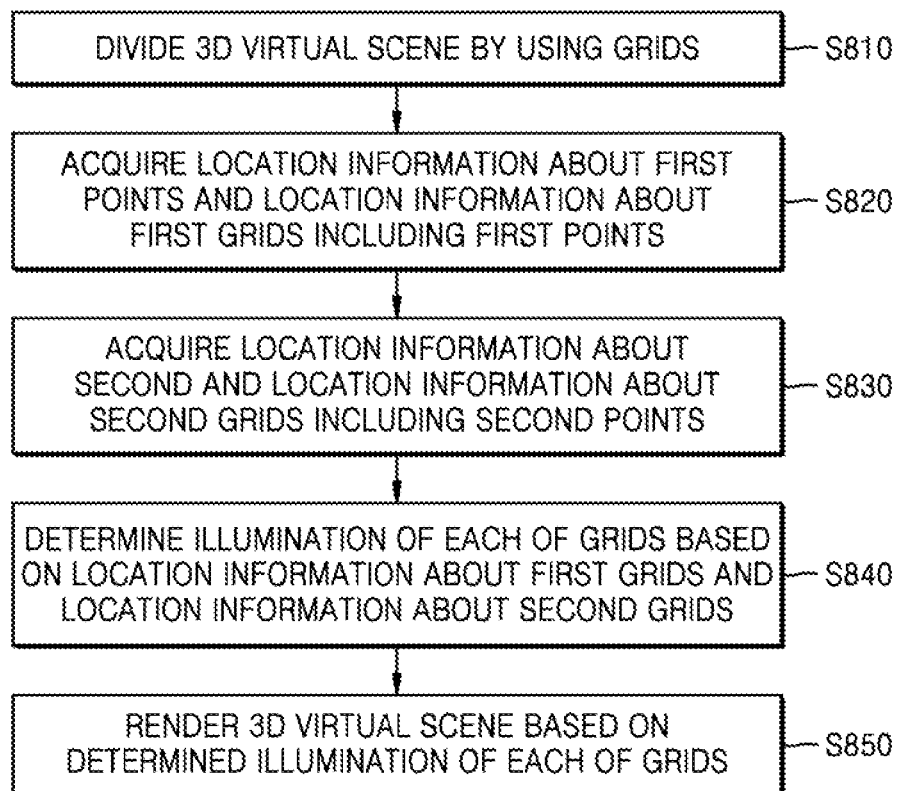 DIVIDE 3D VIRTUAL SCENE BY USING GRIDS
S810
ACQUIRE LOCATION INFORMATION ABOUT FIRST
POINTS AND LOCATION INFORMATION ABOUT
FIRST GRIDS INCLUDING FIRST POINTS
S820
ACQUIRE LOCATION INFORMATION ABOUT
SECOND AND LOCATION INFORMATION ABOUT
SECOND GRIDS INCLUDING SECOND POINTS
S830
DETERMINE ILLUMINATION OF EACH OF GRIDS BASED
ON LOCATION INFORMATION ABOUT FIRST GRIDS AND
LOCATION INFORMATION ABOUT SECOND GRIDS
S840
RENDER 3D VIRTUAL SCENE BASED ON
DETERMINED ILLUMINATION OF EACH OF GRIDS
S850